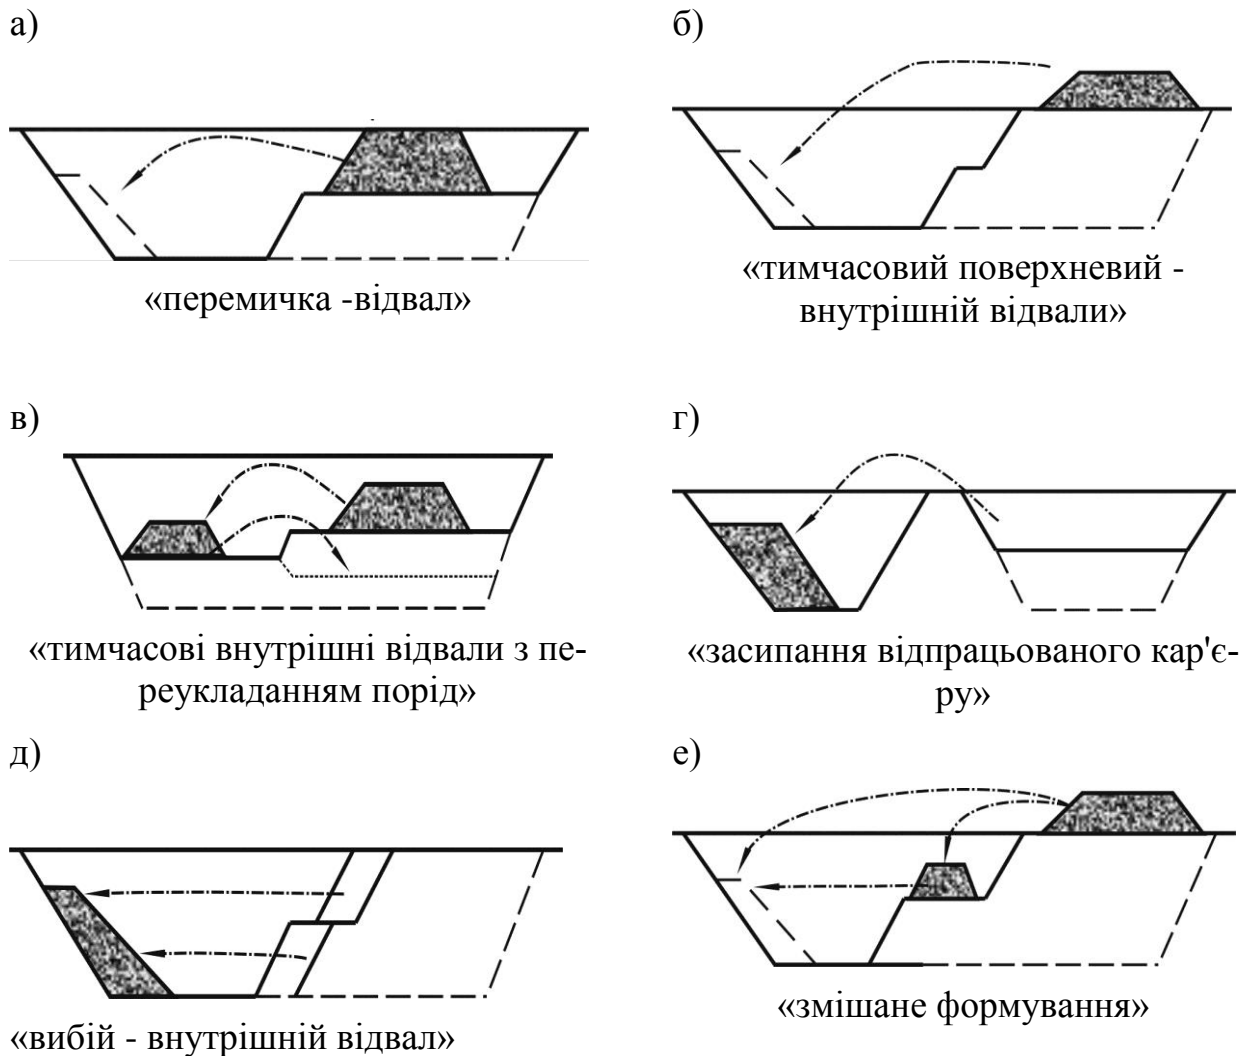 а)
б)
«перемичка -відвал»
«тимчасовий поверхневий -
внутрішній відвали»
в)
г)
«тимчасові внутрішні відвали з пе-
реукладанням порід»
«засипання відпрацьованого кар'є-
ру»
д)
е)
«вибій - внутрішній відвал»
«змішане формування»